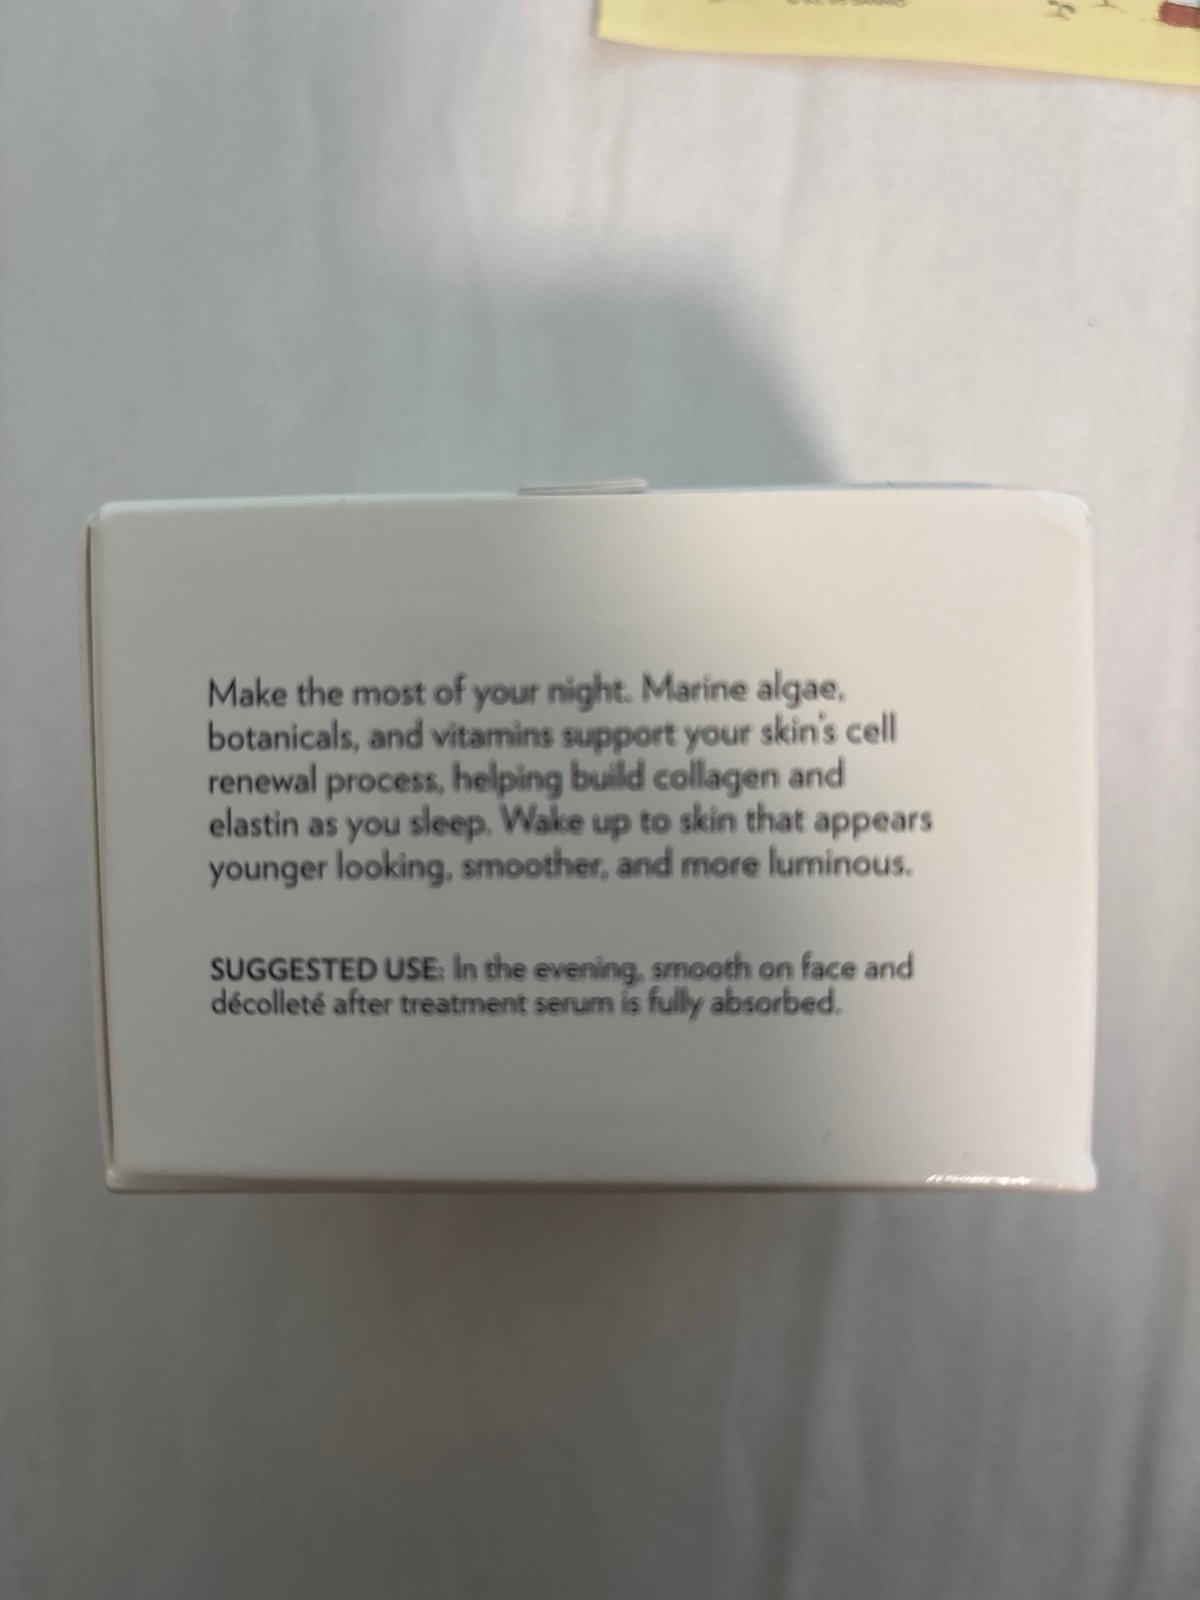 Make the most of your night. Marine algae,
botanicals, and vitamins support your skin's cell
renewal process, helping build collagen and
elastin as you sleep. Wake up to skin that appears
younger looking, smoother, and more luminous.
SUGGESTED USE: In the evening, smooth on face and
décolleté after treatment serum is fully absorbed.